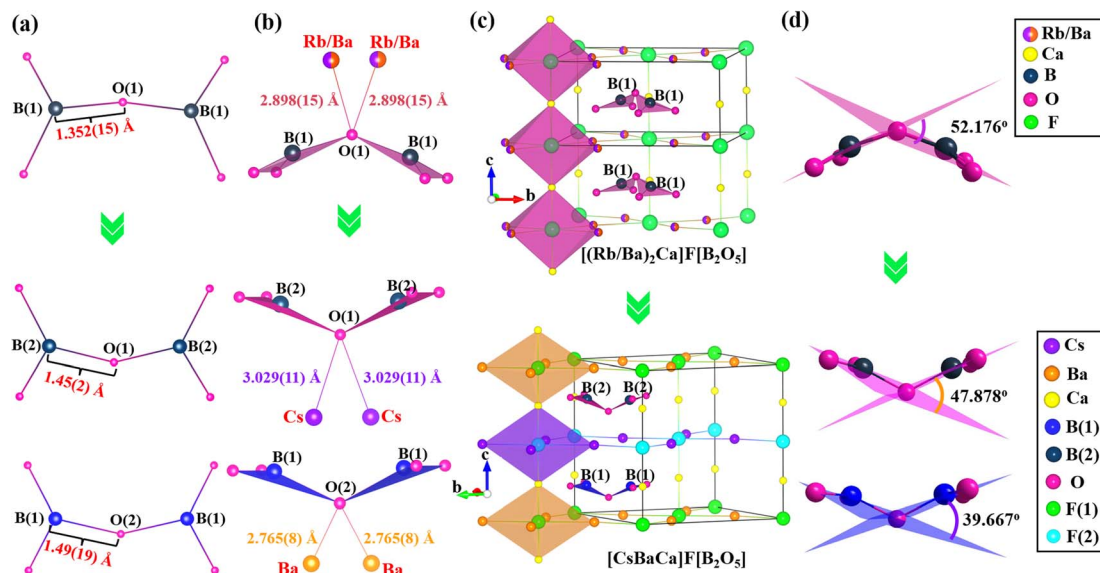 (a)
B(1)
O(1)
B(1)
1.352(15) Å
B(2)
O(1)
B(2)
1.45(2) Å
B(1)
O(2)
B(1)
1.49(19) Å
(b)
Rb/Ba Rb/Ba
2.898(15) Å 2.898(15) Å
B(1)
O(1)
B(1)
B(2)
O(1)
B(2)
3.029(11) Å 3.029(11) Å
Cs Cs
B(1)
O(2)
B(1)
2.765(8) Å 2.765(8) Å
Ba Ba
(c)
B(1)
B(1)
B(1)
B(1)
c
b
[(Rb/Ba)₂Ca]F[B₂O₅]
B(2) B(2)
B(1) B(1)
c
b
[CsBaCa]F[B₂O₅]
(d)
52.176°
47.878°
39.667°
Rb/Ba
Ca
B
O
F
Cs
Ba
Ca
B(1)
B(2)
O
F(1)
F(2)